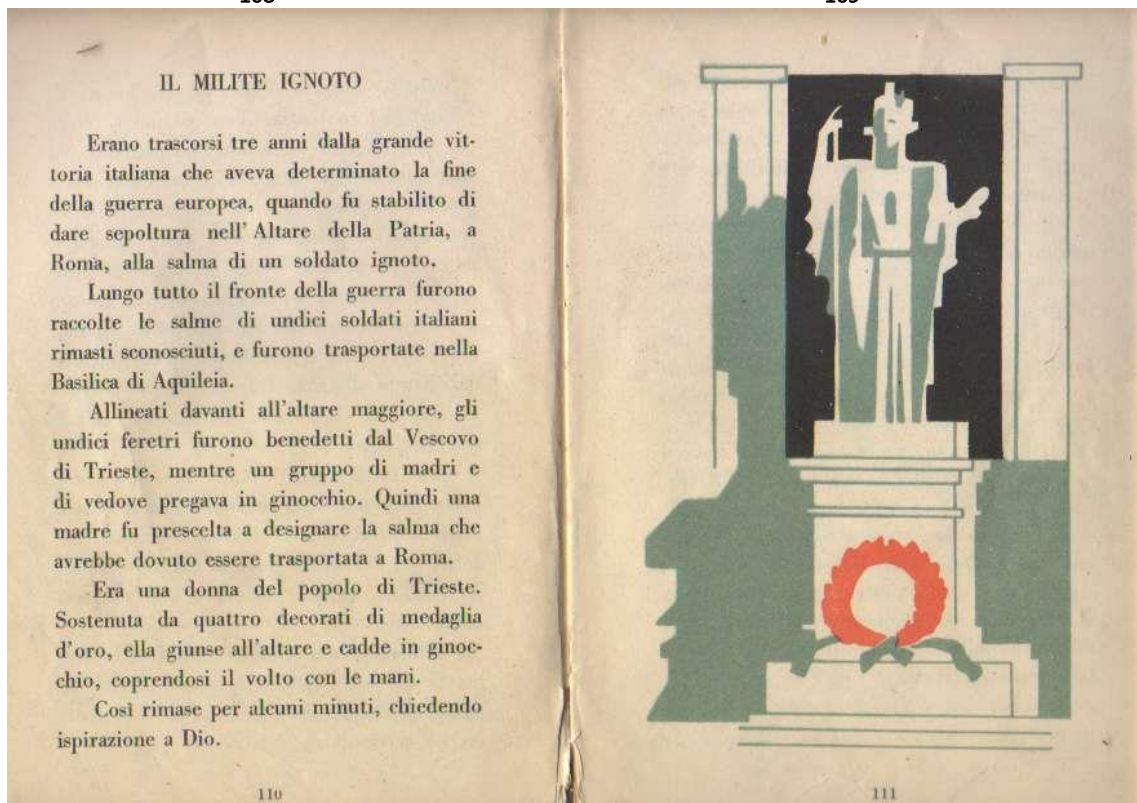 108
109
IL MILITE IGNOTO
Erano trascorsi tre anni dalla grande vit-
toria italiana che aveva determinato la fine
della guerra europea, quando fu stabilito di
dare sepoltura nell'Altare della Patria, a
Roma, alla salma di un soldato ignoto.
Lungo tutto il fronte della guerra furono
raccolte le salme di undici soldati italiani
rimasti sconosciuti, e furono trasportate nella
Basilica di Aquileia.
Allineati davanti all'altare maggiore, gli
undici feretri furono benedetti dal Vescovo
di Trieste, mentre un gruppo di madri e
di vedove pregava in ginocchio. Quindi una
madre fu prescelta a designare la salma che
avrebbe dovuto essere trasportata a Roma.
Era una donna del popolo di Trieste.
Sostenuta da quattro decorati di medaglia
d'oro, ella giunse all'altare e cadde in ginoc-
chio, coprendosi il volto con le mani.
Così rimase per alcuni minuti, chiedendo
ispirazione a Dio.
110
111